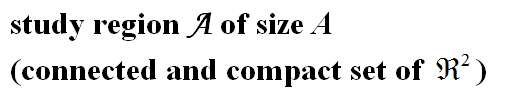 study region 𝒜 of size A
(connected and compact set of ℜ²)